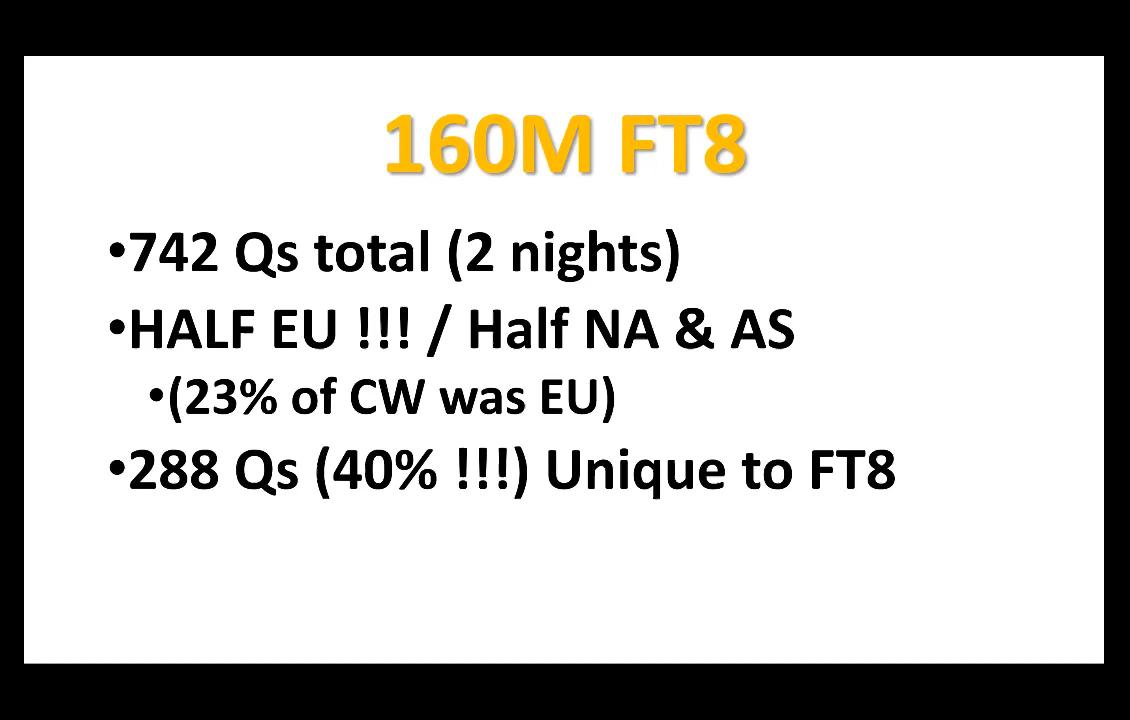 160M FT8
•742 Qs total (2 nights)
•HALF EU !!! / Half NA & AS
•(23% of CW was EU)
•288 Qs (40% !!!) Unique to FT8